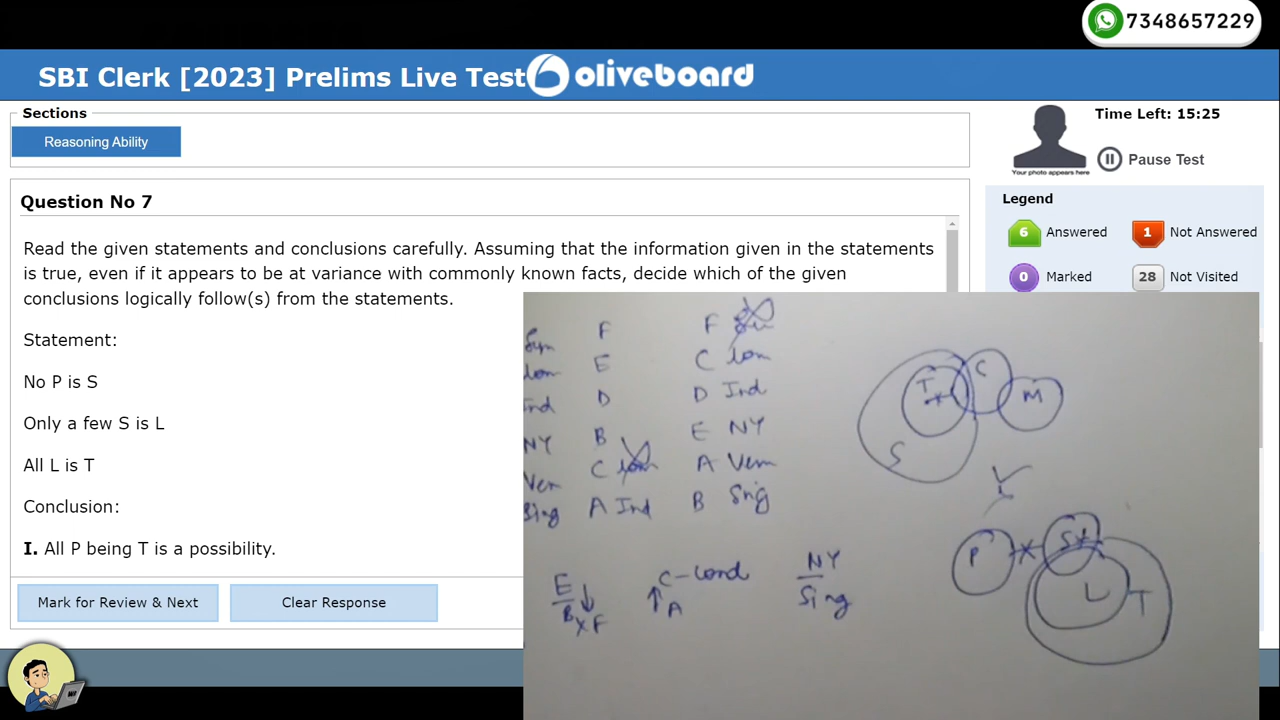 7348657229
SBI Clerk [2023] Prelims Live Test oliveboard
Sections
Reasoning Ability
Time Left: 15:25
Pause Test
Your photo appears here
Question No 7
Legend
6 Answered 1 Not Answered
0 Marked 28 Not Visited
Read the given statements and conclusions carefully. Assuming that the information given in the statements
is true, even if it appears to be at variance with commonly known facts, decide which of the given
conclusions logically follow(s) from the statements.
Statement:
No P is S
Only a few S is L
All L is T
Conclusion:
I. All P being T is a possibility.
Mark for Review & Next Clear Response
F F
E C Lon
Ind D D Ind
NY B E NY
Ven C A Ven
Sing A Ind B Sing
E
B F
C-Lond
A
NY
Sing
T C M
S
P S
L T